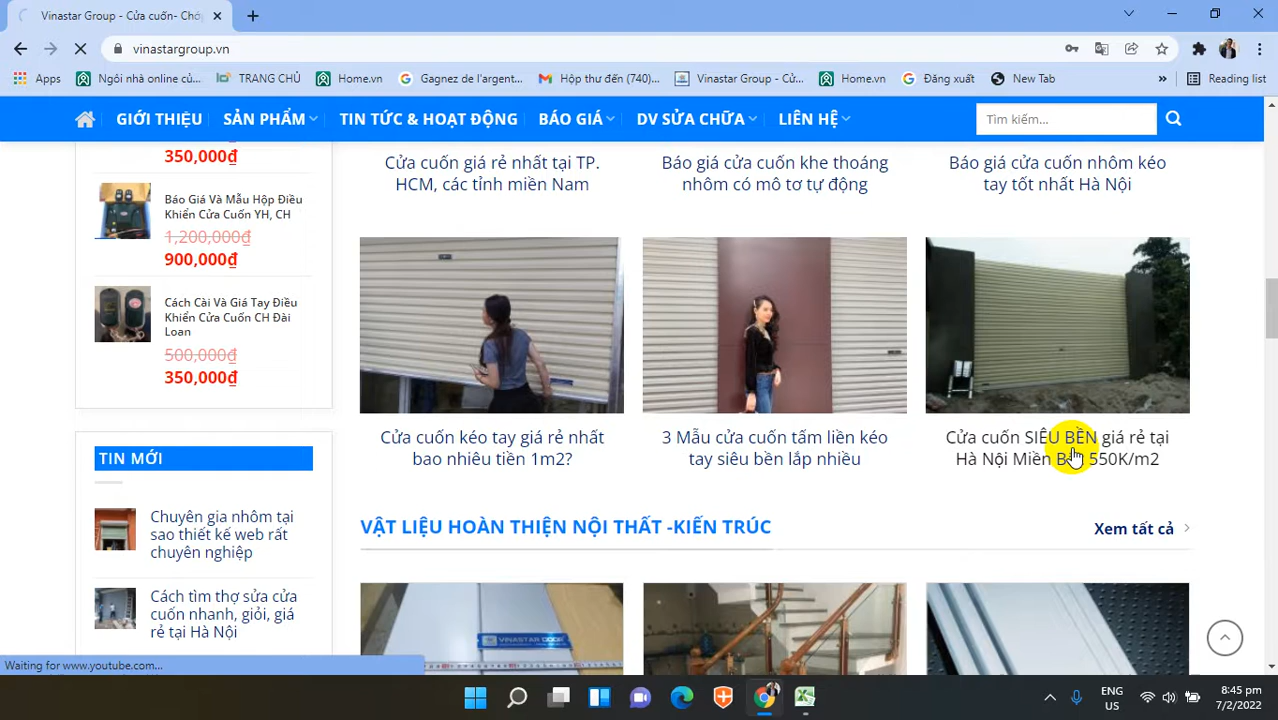 Vinastar Group - Cửa cuốn- Ch
vinastargroup.vn
Apps
Ngôi nhà online củ...
TRANG CHỦ
Home.vn
Gagnez de l'argent...
Hộp thư đến (740)...
Vinastar Group - Cử...
Home.vn
Đăng xuất
New Tab
»
Reading list
GIỚI THIỆU
SẢN PHẨM
TIN TỨC & HOẠT ĐỘNG
BÁO GIÁ
DV SỬA CHỮA
LIÊN HỆ
Tìm kiếm...
350,000₫
Báo Giá Và Mẫu Hộp Điều
Khiển Cửa Cuốn YH, CH
1,200,000₫
900,000₫
Cách Cài Và Giá Tay Điều
Khiển Cửa Cuốn CH Đài
Loan
500,000₫
350,000₫
TIN MỚI
Chuyên gia nhôm tại
sao thiết kế web rất
chuyên nghiệp
Cách tìm thợ sửa cửa
cuốn nhanh, giỏi, giá
rẻ tại Hà Nội
Cửa cuốn giá rẻ nhất tại TP.
HCM, các tỉnh miền Nam
Báo giá cửa cuốn khe thoáng
nhôm có mô tơ tự động
Báo giá cửa cuốn nhôm kéo
tay tốt nhất Hà Nội
Cửa cuốn kéo tay giá rẻ nhất
bao nhiêu tiền 1m2?
3 Mẫu cửa cuốn tấm liền kéo
tay siêu bền lắp nhiều
Cửa cuốn SIÊU BỀN giá rẻ tại
Hà Nội Miền 550K/m2
VẬT LIỆU HOÀN THIỆN NỘI THẤT -KIẾN TRÚC
Xem tất cả
VINASTAR DOOR
Waiting for www.youtube.com...
ENG
US
8:45 pm
7/2/2022